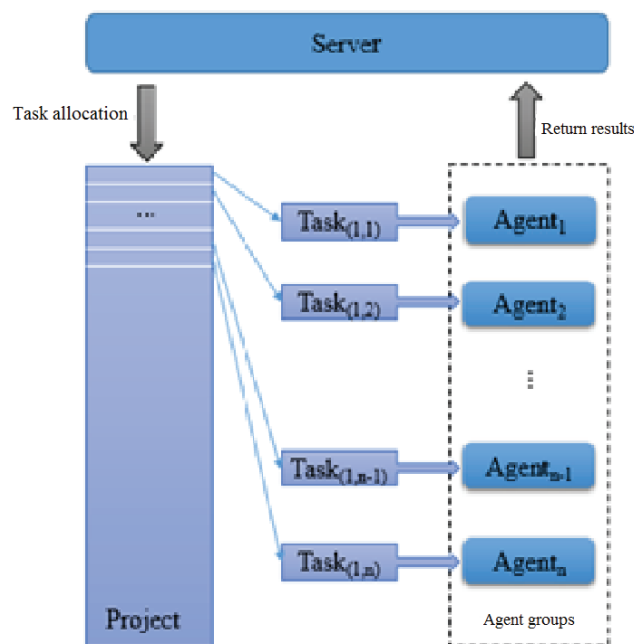 Server
Task allocation
Return results
...
Task(1,1)
Agent1
Task(1,2)
Agent2
...
Task(1,n-1)
Agentn-1
Task(1,n)
Agentn
Project
Agent groups